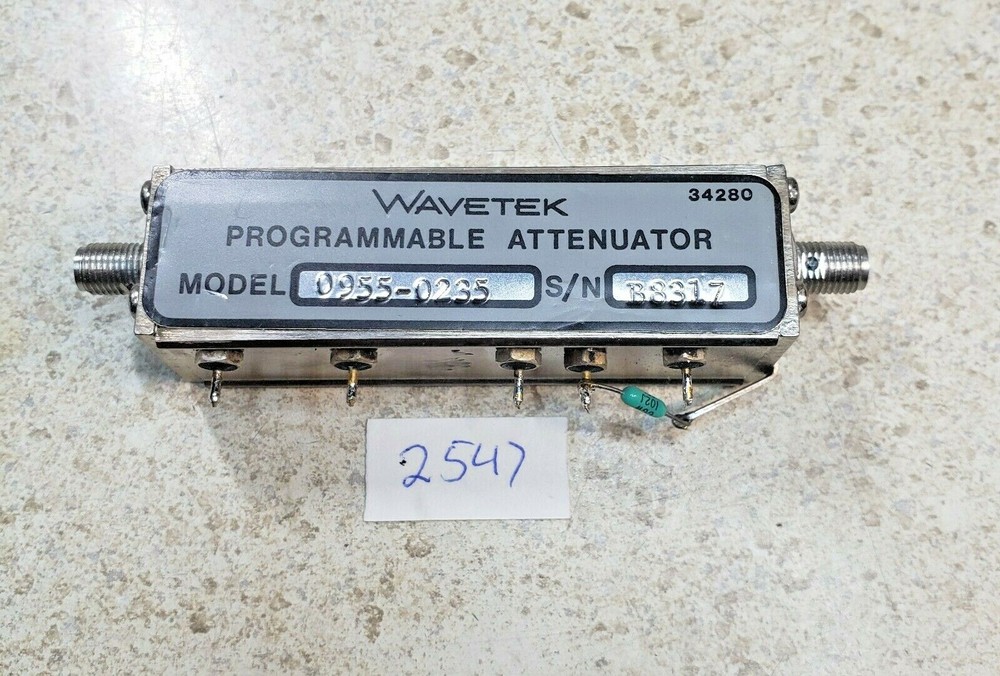 WAVETEK
34280
PROGRAMMABLE ATTENUATOR
MODEL 0955-0235 S/N B8317
2547